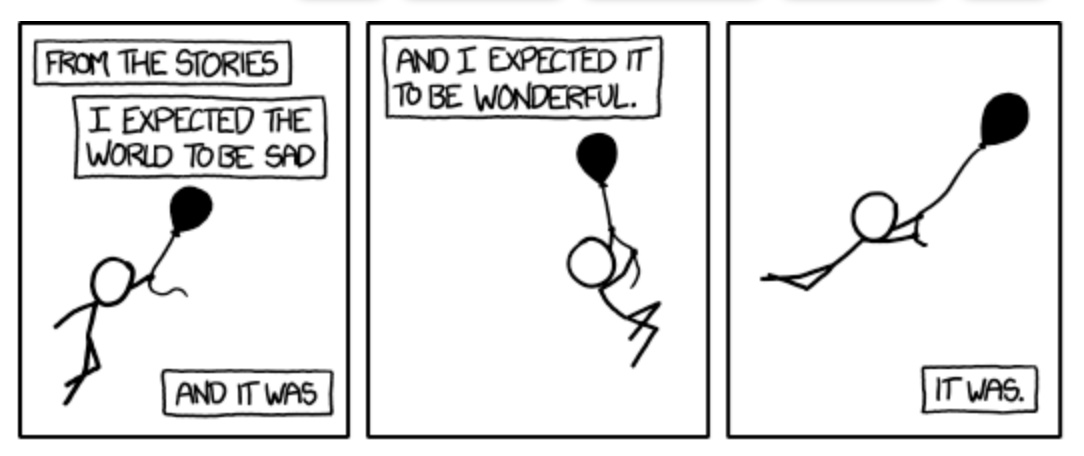 FROM THE STORIES
I EXPECTED THE
WORLD TO BE SAD
AND IT WAS
AND I EXPECTED IT
TO BE WONDERFUL.
IT WAS.